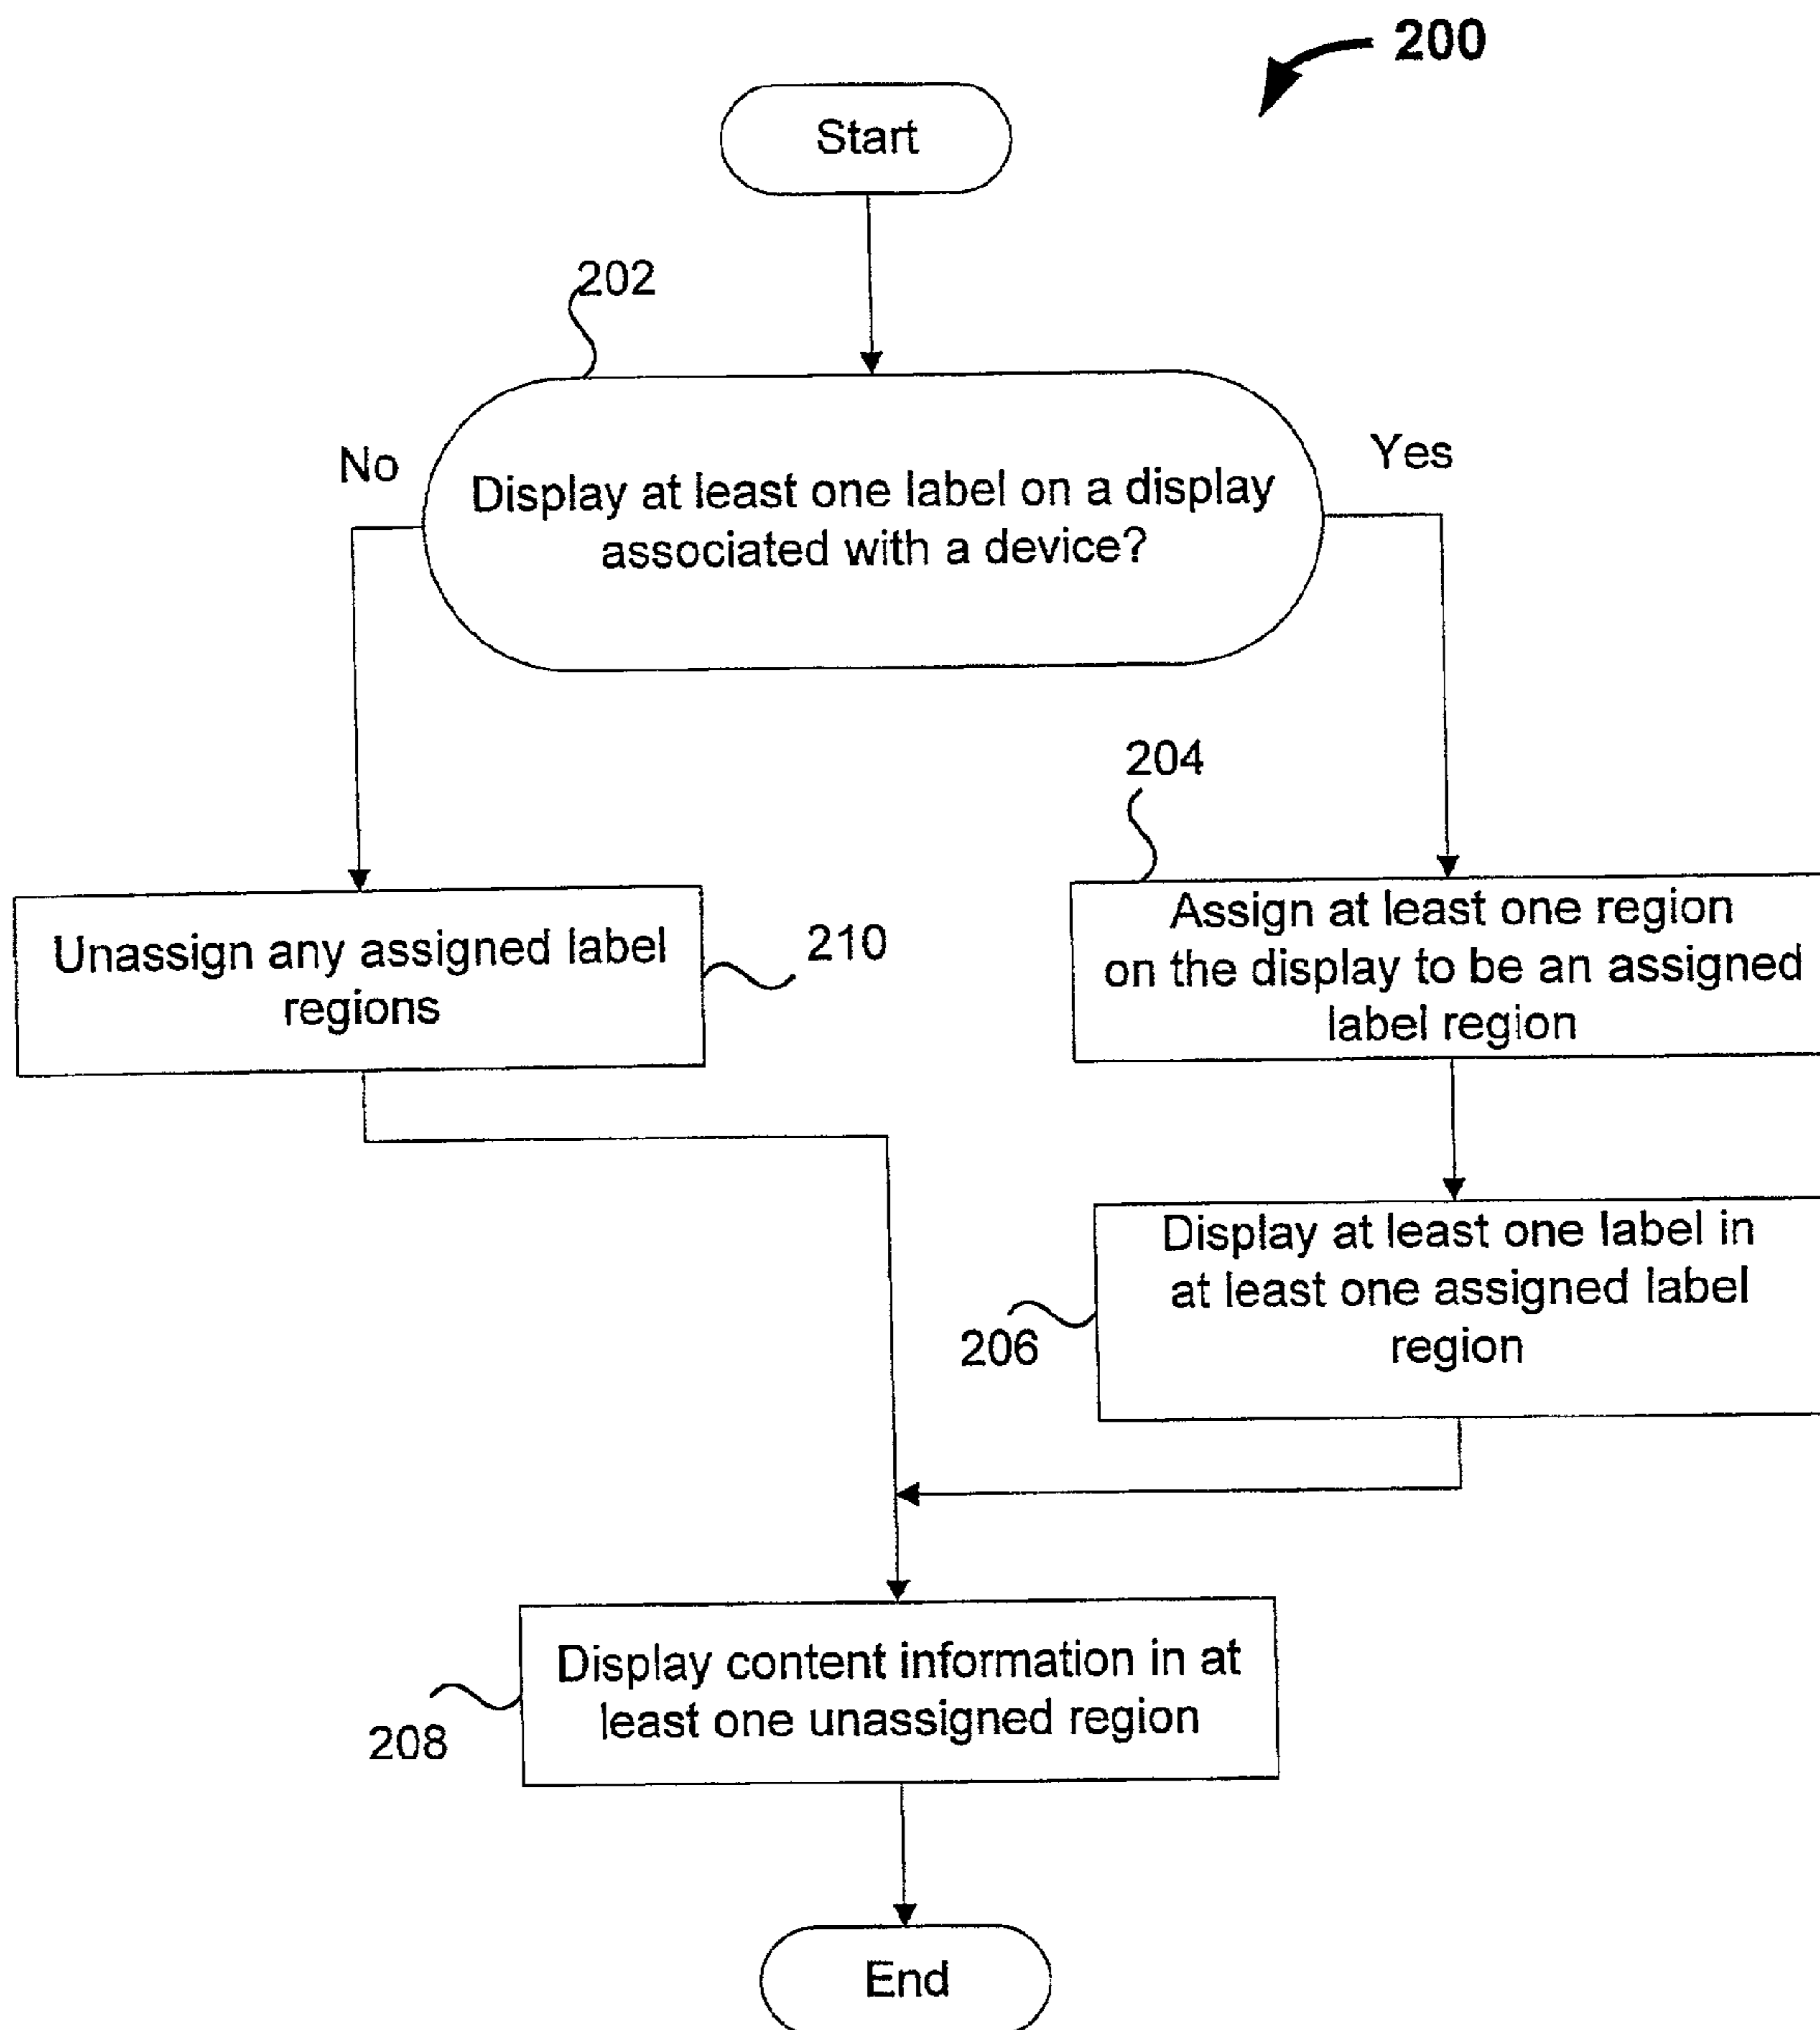 200
Start
202
No
Yes
Display at least one label on a display
associated with a device?
204
Unassign any assigned label
regions
210
Assign at least one region
on the display to be an assigned
label region
Display at least one label in
at least one assigned label
region
206
Display content information in at
least one unassigned region
208
End